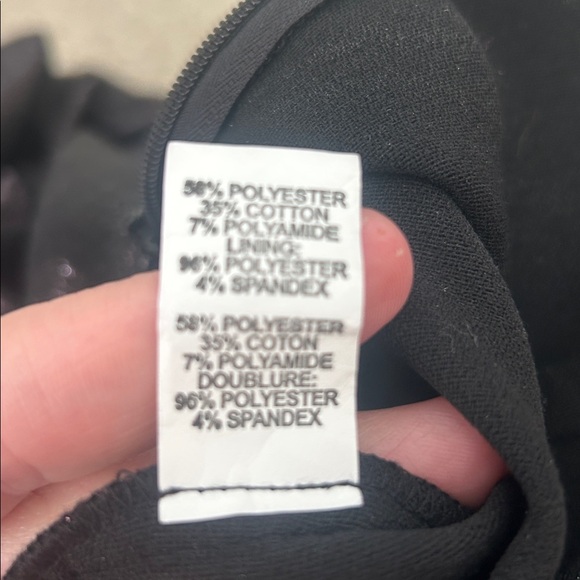 58% POLYESTER
35% COTTON
7% POLYAMIDE
LINING:
96% POLYESTER
4% SPANDEX
58% POLYESTER
35% COTON
7% POLYAMIDE
DOUBLURE:
96% POLYESTER
4% SPANDEX